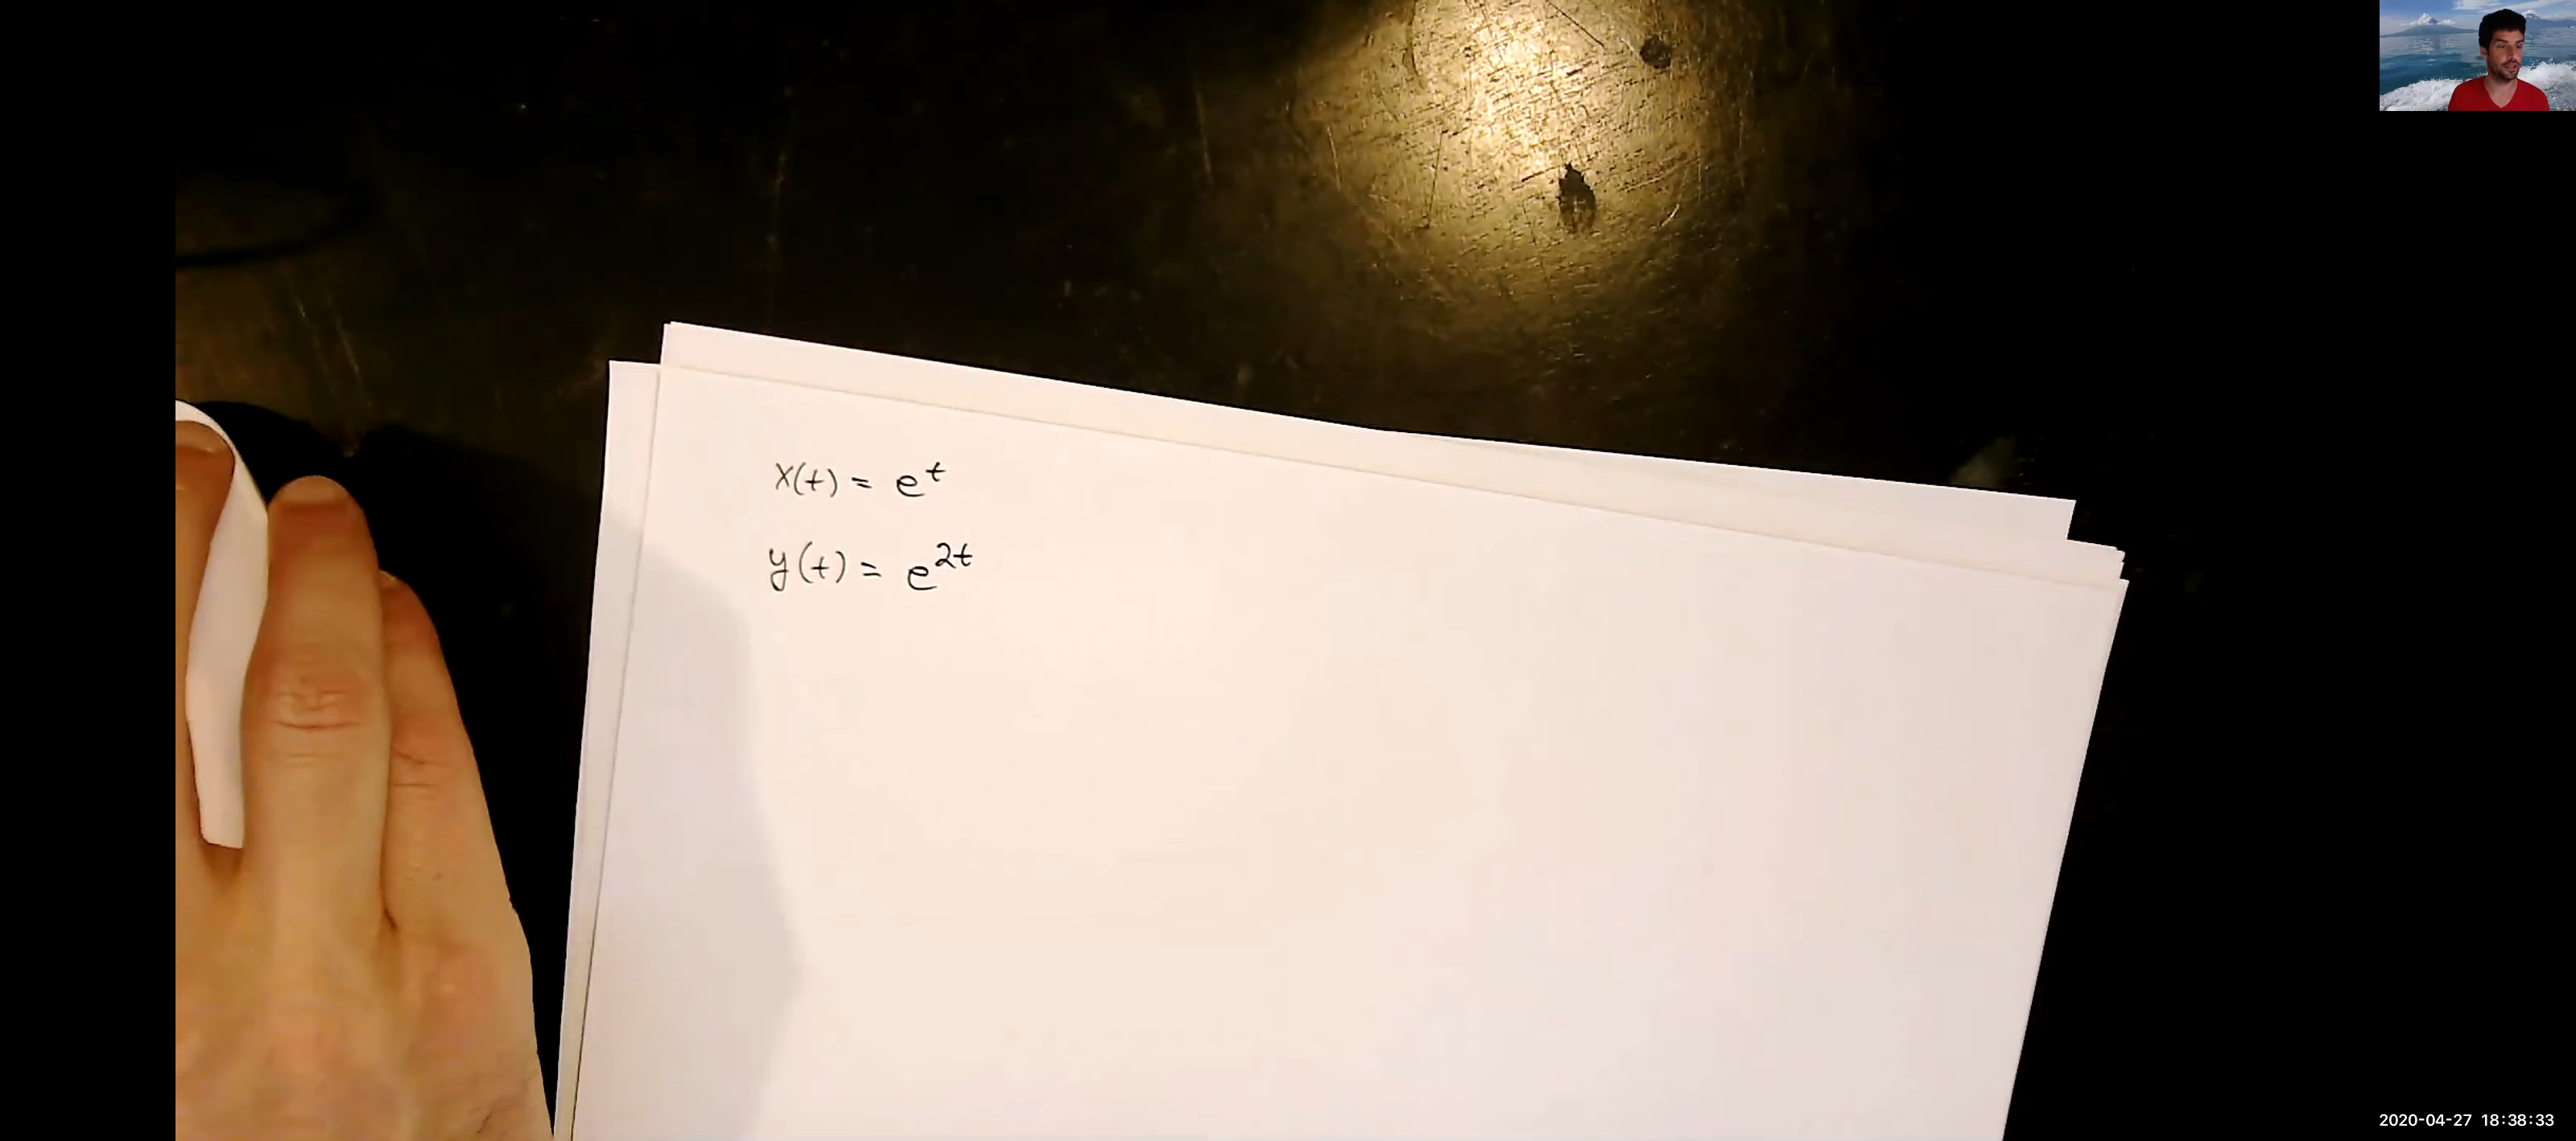 x(t) = e^t
y(t) = e^2t
2020-04-27 18:38:33